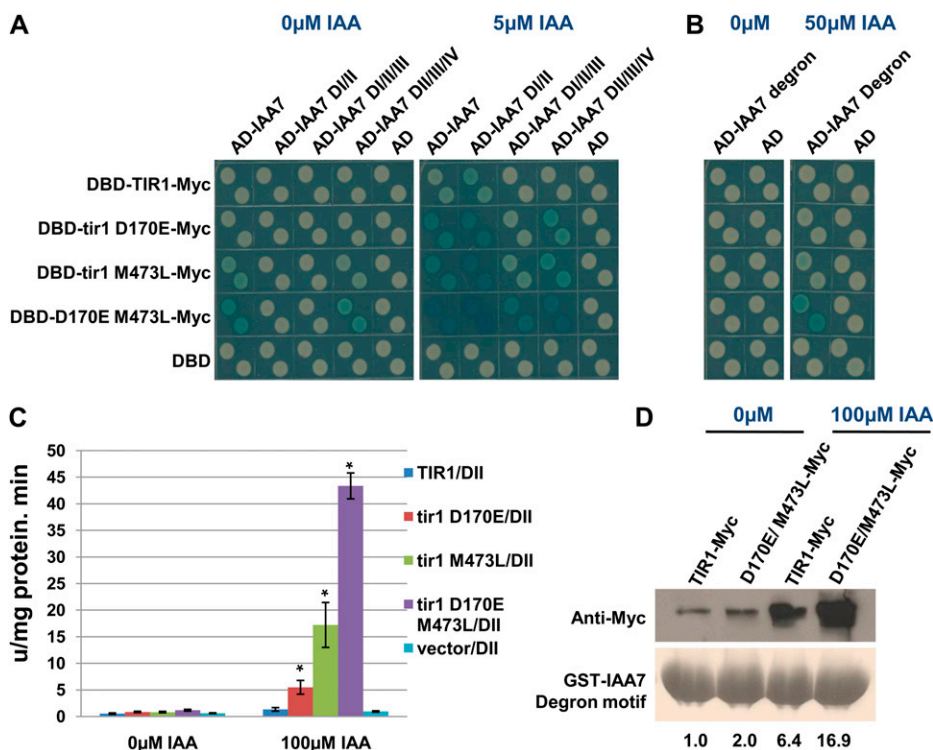 A
0µM IAA
5µM IAA
AD-IAA7
AD-IAA7 DI/II
AD-IAA7 DI/II/III
AD-IAA7 DII/III/IV
AD
AD-IAA7
AD-IAA7 DI/II
AD-IAA7 DI/II/III
AD-IAA7 DII/III/IV
AD
DBD-TIR1-Myc
DBD-tir1 D170E-Myc
DBD-tir1 M473L-Myc
DBD-D170E M473L-Myc
DBD
B
0µM
50µM IAA
AD-IAA7 degron
AD
AD-IAA7 Degron
AD
C
u/mg protein. min
50
45
40
35
30
25
20
15
10
5
0
*
*
*
0µM IAA
100µM IAA
TIR1/DII
tir1 D170E/DII
tir1 M473L/DII
tir1 D170E
M473L/DII
vector/DII
D
0µM
100µM IAA
TIR1-Myc
D170E/ M473L-Myc
TIR1-Myc
D170E/M473L-Myc
Anti-Myc
GST-IAA7
Degron motif
1.0 2.0 6.4 16.9